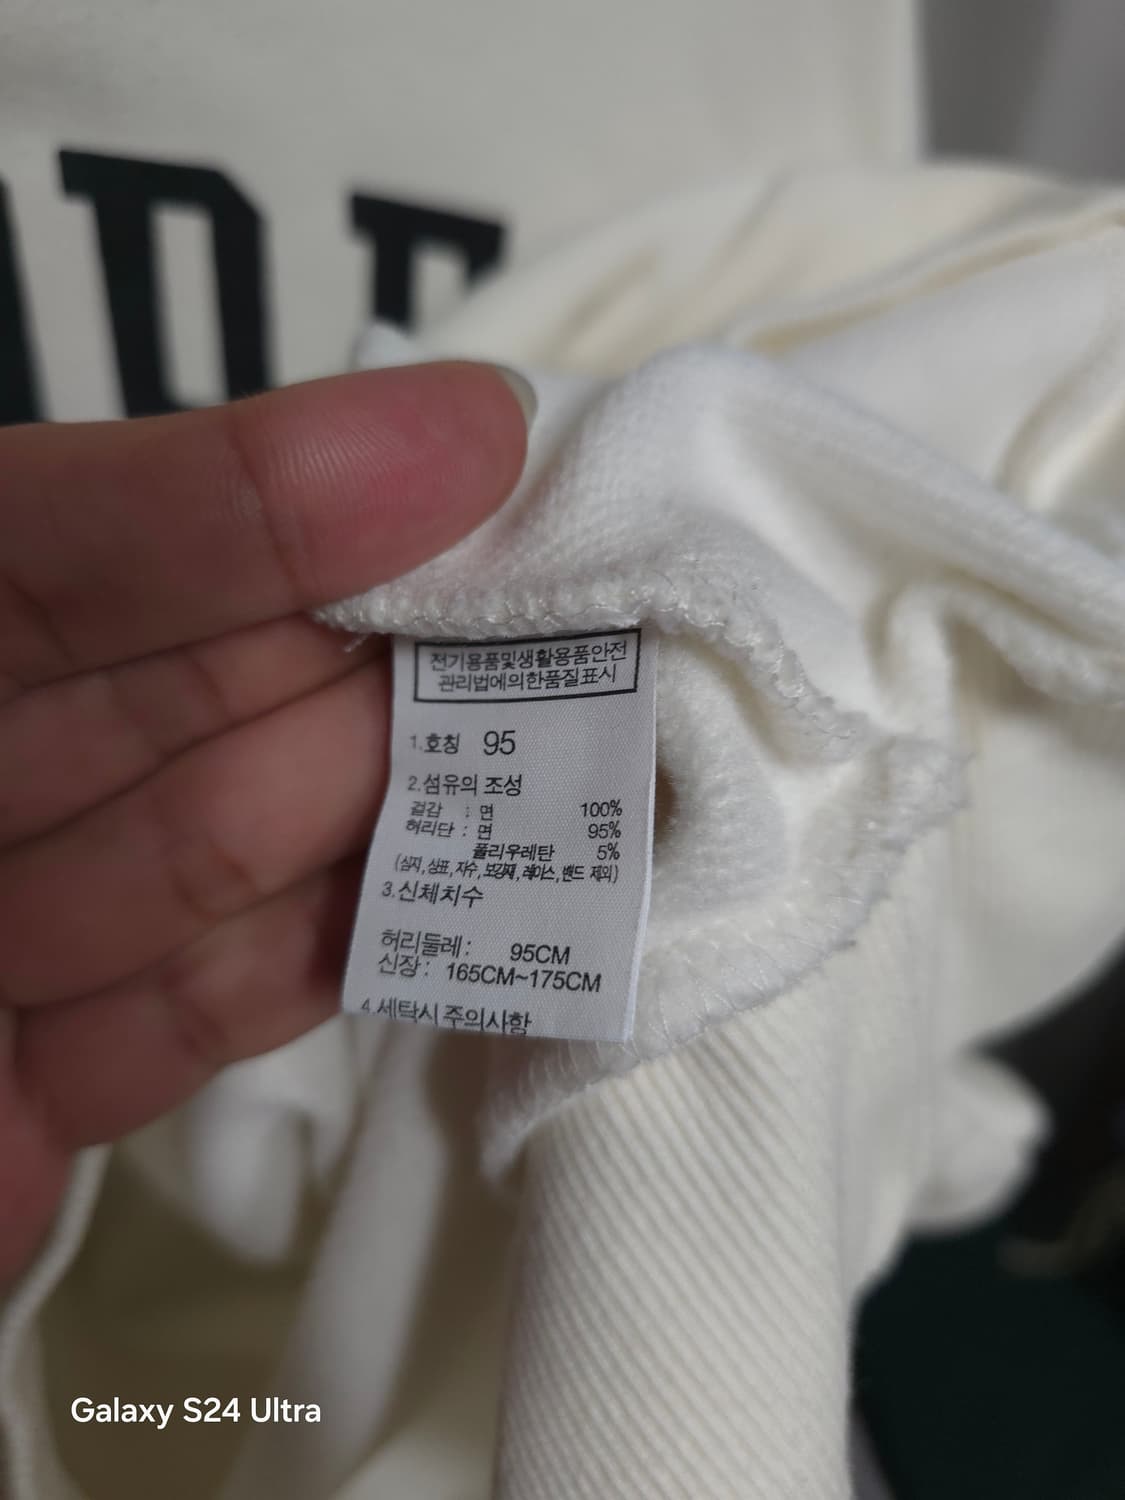 전기용품및생활용품안전
관리법에의한품질표시
1.호칭 95
2.섬유의 조성
겉감 : 면 100%
허리단 : 면 95%
폴리우레탄 5%
(심지, 상표, 자수, 보강재, 레이스, 밴드 제외)
3.신체치수
허리둘레 : 95CM
신장 : 165CM~175CM
4.세탁시 주의사항
Galaxy S24 Ultra